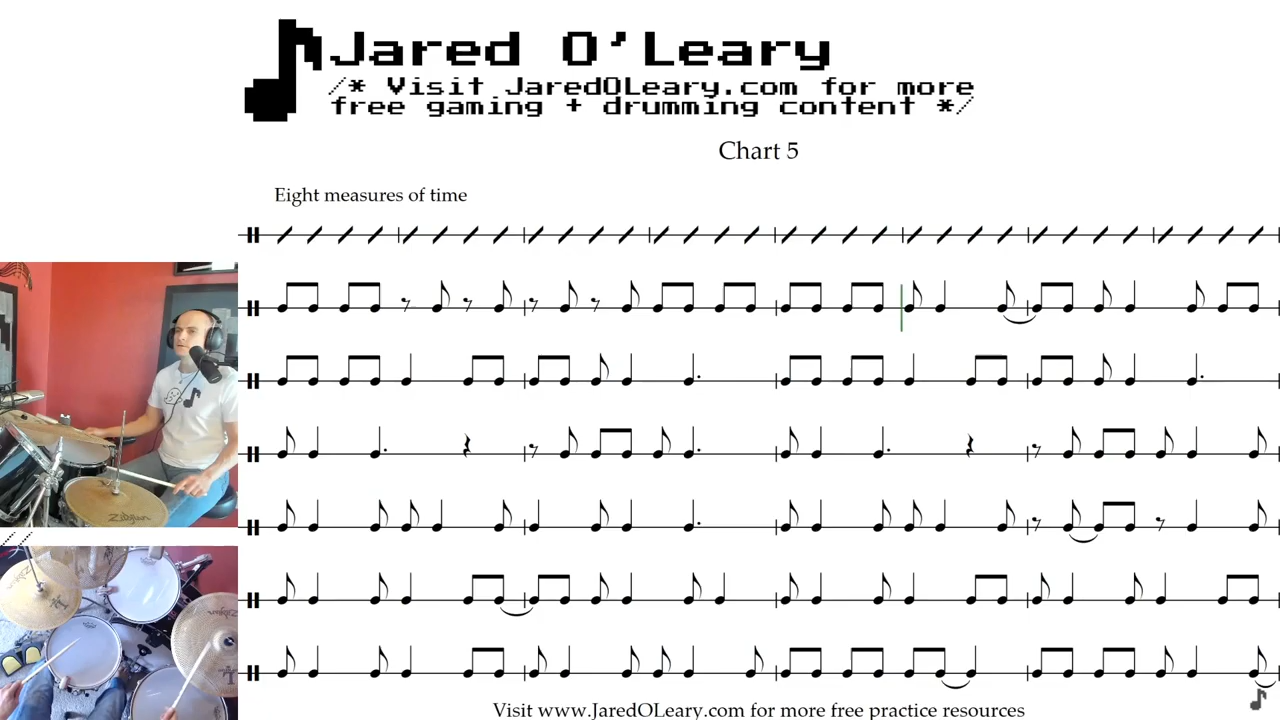 Jared O'Leary
/* Visit JaredOLeary.com for more
free gaming + drumming content */
Chart 5
Eight measures of time
Zildjian
Visit www.JaredOLeary.com for more free practice resources